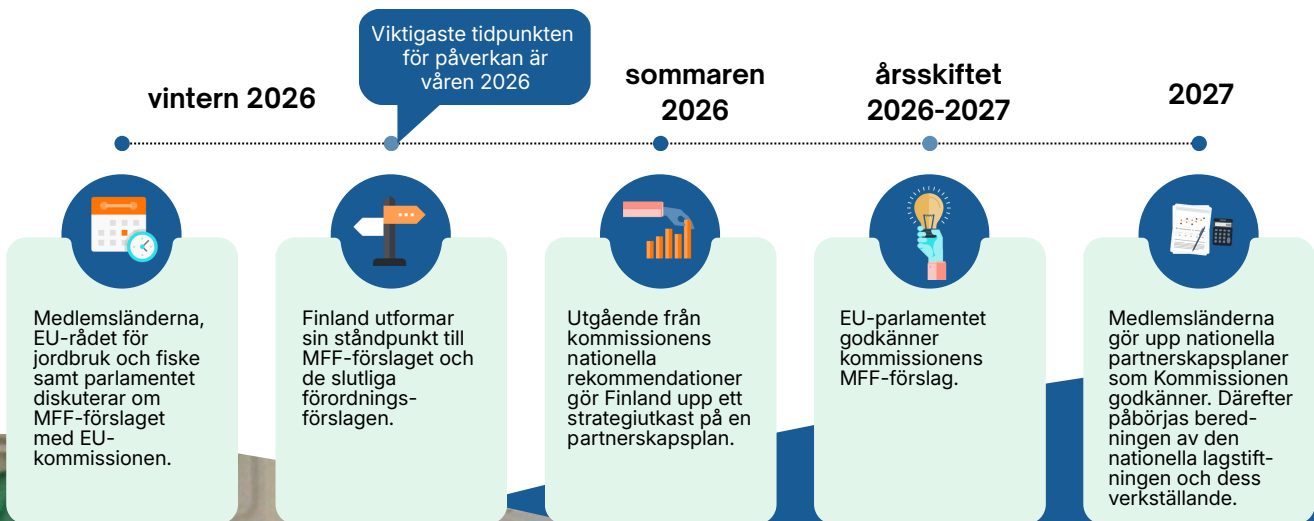 Viktigaste tidpunkten
för påverkan är
våren 2026
vintern 2026
sommaren
2026
årsskiftet
2026-2027
2027
Medlemsländerna,
EU-rådet för
jordbruk och fiske
samt parlamentet
diskuterar om
MFF-förslaget
med EU-
kommissionen.
Finland utformar
sin ståndpunkt till
MFF-förslaget och
de slutliga
förordnings-
förslagen.
Utgående från
kommissionens
nationella
rekommendationer
gör Finland upp ett
strategiutkast på en
partnerskapsplan.
EU-parlamentet
godkänner
kommissionens
MFF-förslag.
Medlemsländerna
gör upp nationella
partnerskapsplaner
som Kommissionen
godkänner. Därefter
påbörjas bered-
ningen av den
nationella lagstift-
ningen och dess
verkställande.